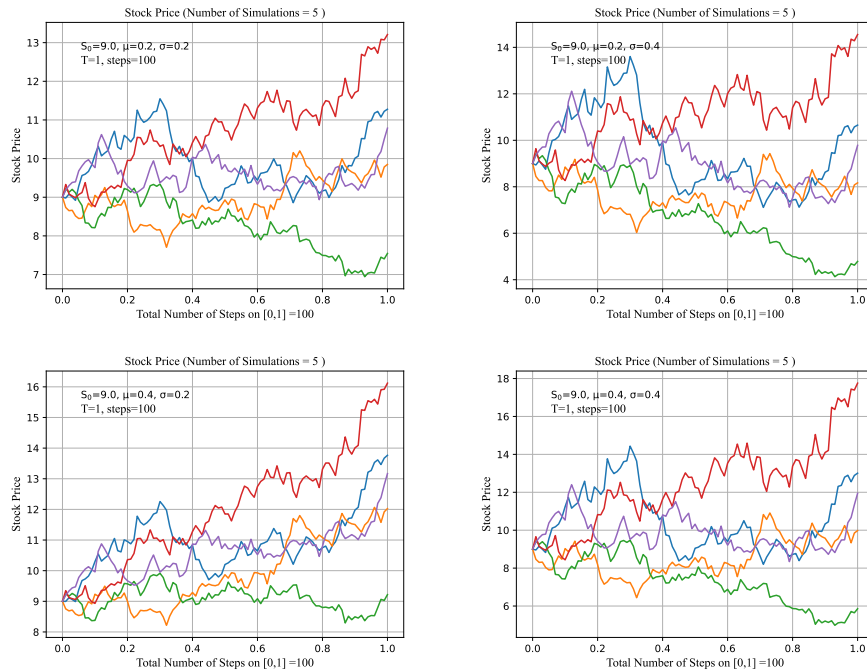 Stock Price (Number of Simulations = 5 )
S0=9.0, μ=0.2, σ=0.2
T=1, steps=100
Stock Price
13
12
11
10
9
8
7
0.0 0.2 0.4 0.6 0.8 1.0
Total Number of Steps on [0,1] =100
Stock Price (Number of Simulations = 5 )
S0=9.0, μ=0.2, σ=0.4
T=1, steps=100
Stock Price
14
12
10
8
6
4
0.0 0.2 0.4 0.6 0.8 1.0
Total Number of Steps on [0,1] =100
Stock Price (Number of Simulations = 5 )
S0=9.0, μ=0.4, σ=0.2
T=1, steps=100
Stock Price
16
15
14
13
12
11
10
9
8
0.0 0.2 0.4 0.6 0.8 1.0
Total Number of Steps on [0,1] =100
Stock Price (Number of Simulations = 5 )
S0=9.0, μ=0.4, σ=0.4
T=1, steps=100
Stock Price
18
16
14
12
10
8
6
0.0 0.2 0.4 0.6 0.8 1.0
Total Number of Steps on [0,1] =100